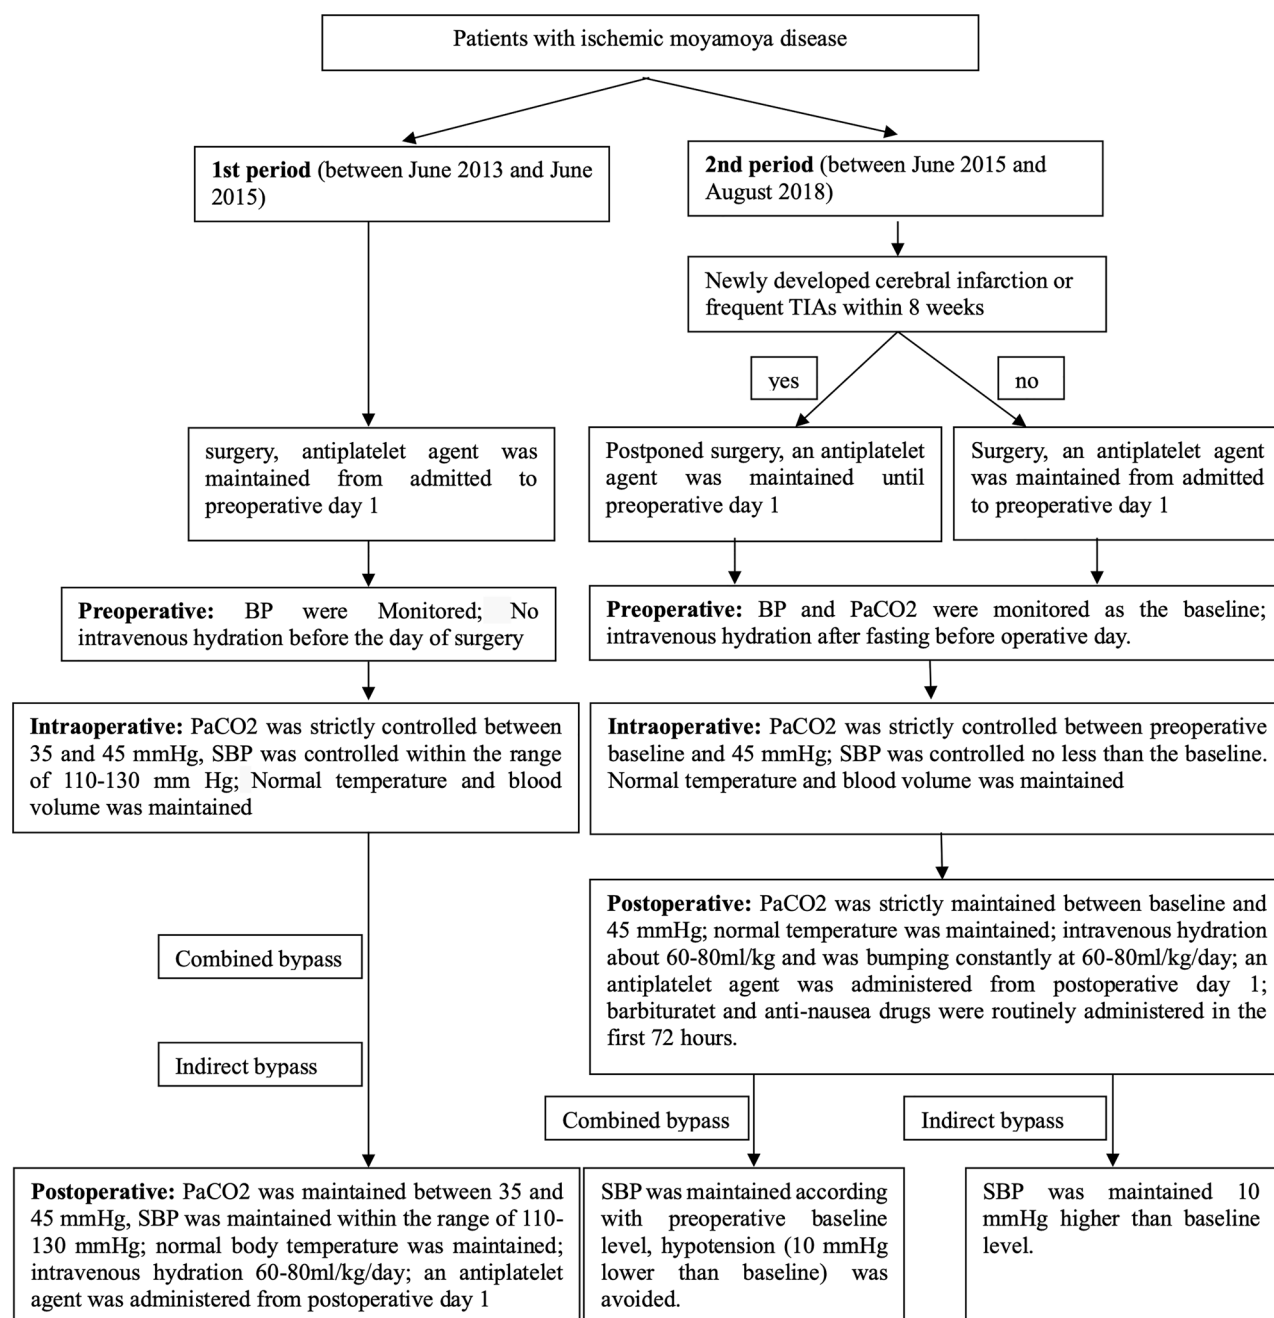 Patients with ischemic moyamoya disease
1st period (between June 2013 and June
2015)
2nd period (between June 2015 and
August 2018)
Newly developed cerebral infarction or
frequent TIAs within 8 weeks
yes
no
surgery, antiplatelet agent was
maintained from admitted to
preoperative day 1
Postponed surgery, an antiplatelet
agent was maintained until
preoperative day 1
Surgery, an antiplatelet agent
was maintained from admitted
to preoperative day 1
Preoperative: BP were Monitored; No
intravenous hydration before the day of surgery
Preoperative: BP and PaCO2 were monitored as the baseline;
intravenous hydration after fasting before operative day.
Intraoperative: PaCO2 was strictly controlled between
35 and 45 mmHg, SBP was controlled within the range
of 110-130 mm Hg; Normal temperature and blood
volume was maintained
Intraoperative: PaCO2 was strictly controlled between preoperative
baseline and 45 mmHg; SBP was controlled no less than the baseline.
Normal temperature and blood volume was maintained
Postoperative: PaCO2 was strictly maintained between baseline and
45 mmHg; normal temperature was maintained; intravenous hydration
about 60-80ml/kg and was bumping constantly at 60-80ml/kg/day; an
antiplatelet agent was administered from postoperative day 1;
barbituratet and anti-nausea drugs were routinely administered in the
first 72 hours.
Combined bypass
Indirect bypass
Combined bypass
Indirect bypass
Postoperative: PaCO2 was maintained between 35 and
45 mmHg, SBP was maintained within the range of 110-
130 mmHg; normal body temperature was maintained;
intravenous hydration 60-80ml/kg/day; an antiplatelet
agent was administered from postoperative day 1
SBP was maintained according
with preoperative baseline
level, hypotension (10 mmHg
lower than baseline) was
avoided.
SBP was maintained 10
mmHg higher than baseline
level.